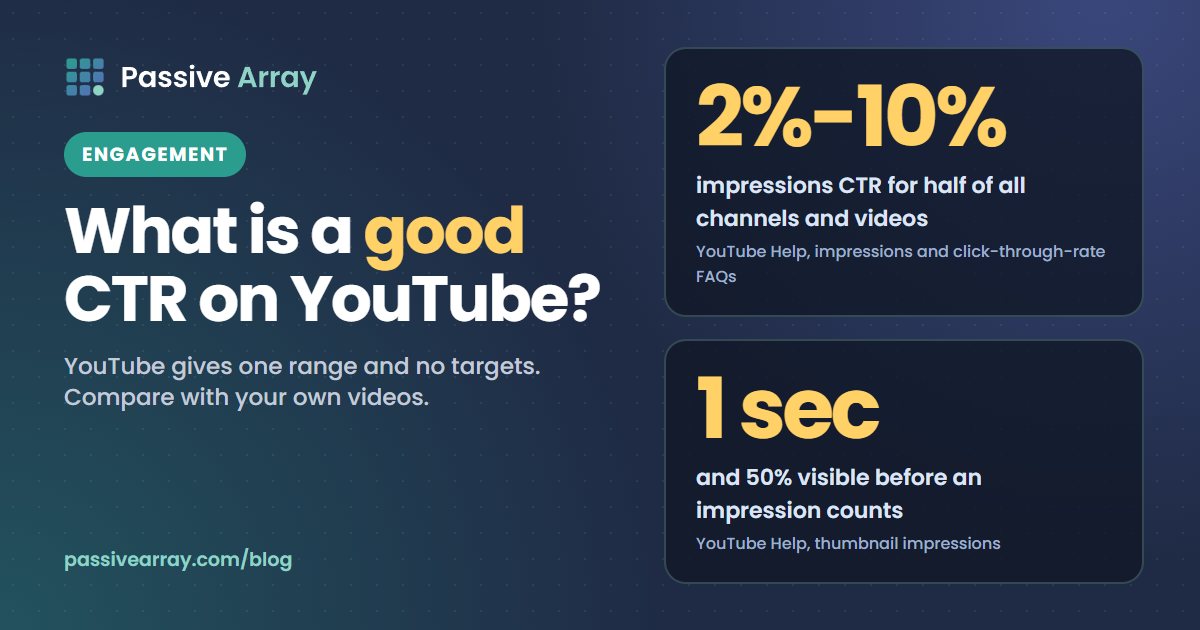 Passive Array
ENGAGEMENT
What is a good
CTR on YouTube?
YouTube gives one range and no targets.
Compare with your own videos.
passivearray.com/blog
2%–10%
impressions CTR for half of all
channels and videos
YouTube Help, impressions and click-through-rate
FAQs
1 sec
and 50% visible before an
impression counts
YouTube Help, thumbnail impressions